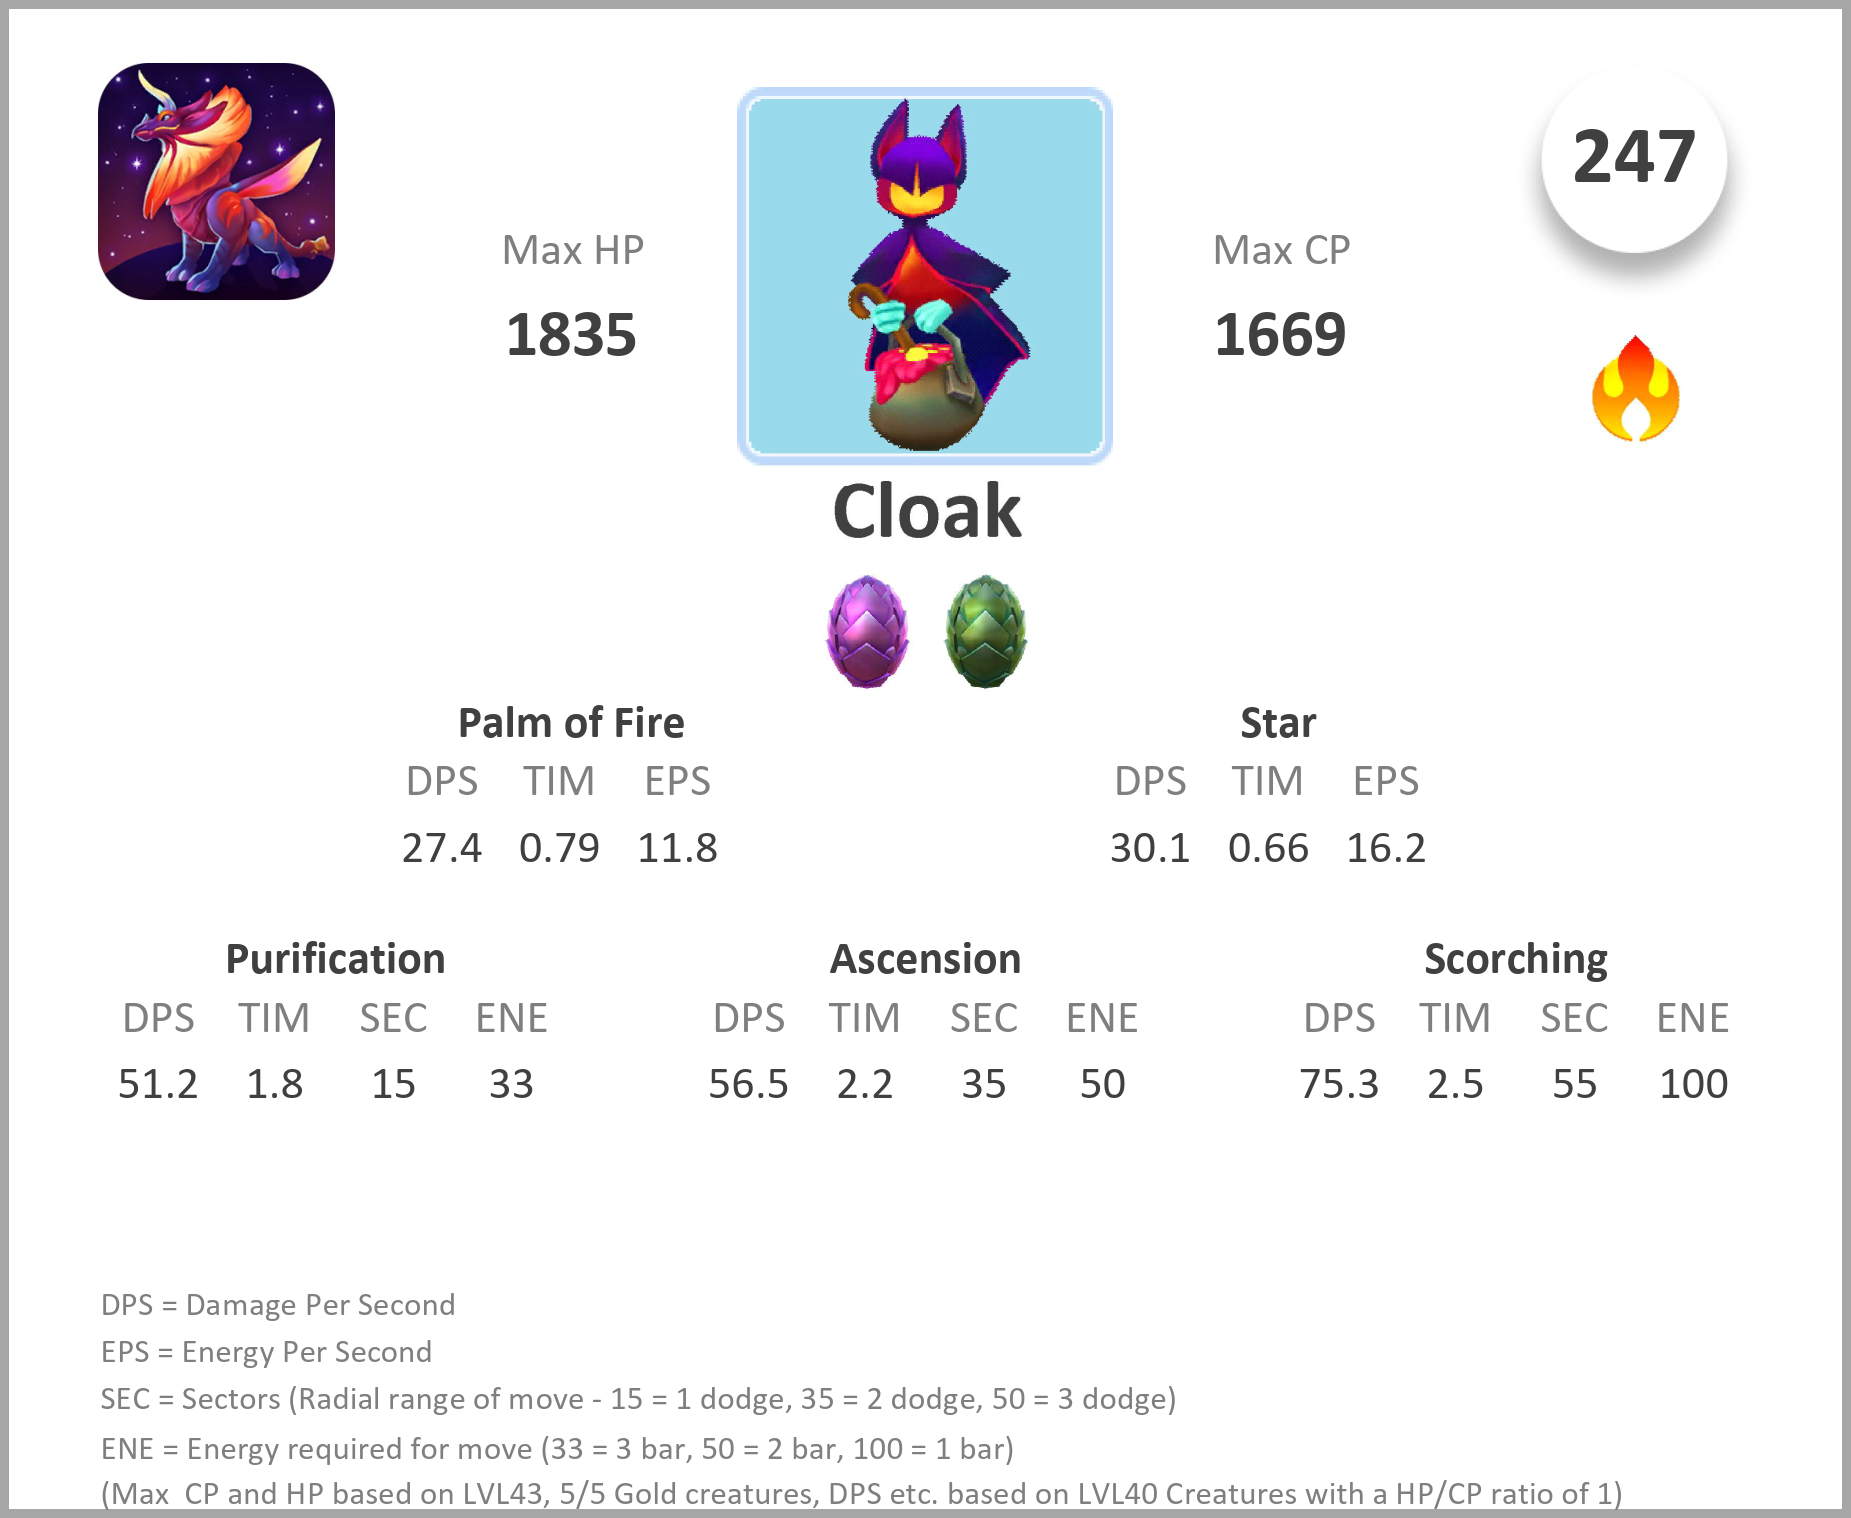 247
Max HP
Max CP
1835
1669
Cloak
Palm of Fire
Star
DPS TIM EPS
DPS TIM EPS
27.4 0.79 11.8
30.1 0.66 16.2
Purification
Ascension
Scorching
DPS TIM SEC ENE
DPS TIM SEC ENE
DPS TIM SEC ENE
51.2 1.8 15 33
56.5 2.2 35 50
75.3 2.5 55 100
DPS = Damage Per Second
EPS = Energy Per Second
SEC = Sectors (Radial range of move - 15 = 1 dodge, 35 = 2 dodge, 50 = 3 dodge)
ENE = Energy required for move (33 = 3 bar, 50 = 2 bar, 100 = 1 bar)
(Max  CP and HP based on LVL43, 5/5 Gold creatures, DPS etc. based on LVL40 Creatures with a HP/CP ratio of 1)